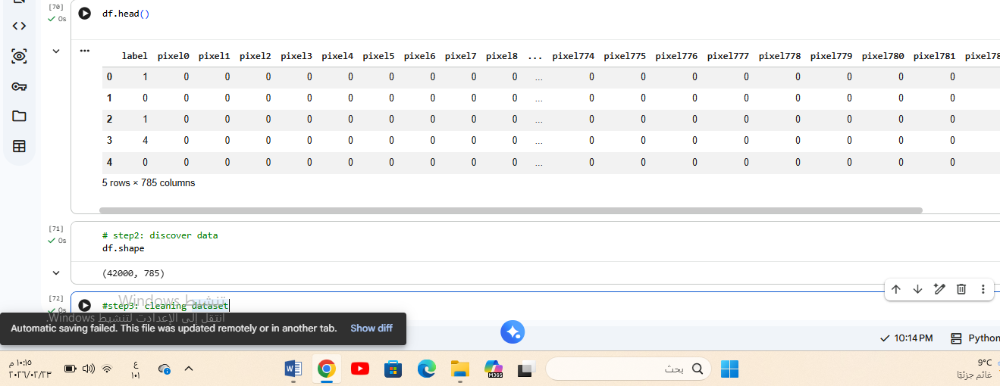 [70]
0s
df.head()
label pixel0 pixel1 pixel2 pixel3 pixel4 pixel5 pixel6 pixel7 pixel8 ... pixel774 pixel775 pixel776 pixel777 pixel778 pixel779 pixel780 pixel781 pixel78
0 1 0 0 0 0 0 0 0 0 0 ... 0 0 0 0 0 0 0 0
1 0 0 0 0 0 0 0 0 0 0 ... 0 0 0 0 0 0 0 0
2 1 0 0 0 0 0 0 0 0 0 ... 0 0 0 0 0 0 0 0
3 4 0 0 0 0 0 0 0 0 0 ... 0 0 0 0 0 0 0 0
4 0 0 0 0 0 0 0 0 0 0 ... 0 0 0 0 0 0 0 0
5 rows × 785 columns
[71]
0s
# step2: discover data
df.shape
(42000, 785)
[72]
0s
#step3: cleaning dataset
تنشيط Windows
انتقل إلى الإعدادت لتنشيط Windows.
Automatic saving failed. This file was updated remotely or in another tab. Show diff
10:14 PM Python
١٠:١٥ م
٢٠٢٦/٠٢/٢٣
ع
١٠١
M365
بحث
9°C
غائم جزئيًا